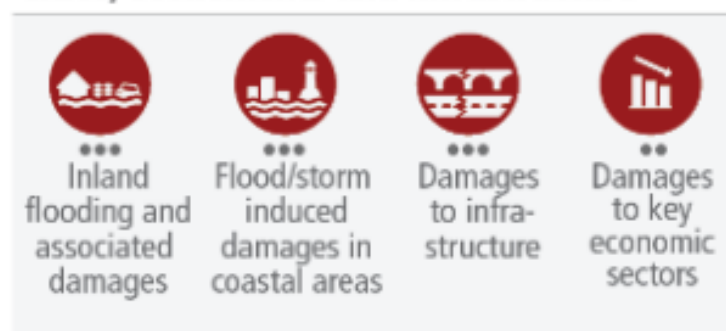 Inland
flooding and
associated
damages
Flood/storm
induced
damages in
coastal areas
Damages
to infra-
structure
Damages
to key
economic
sectors